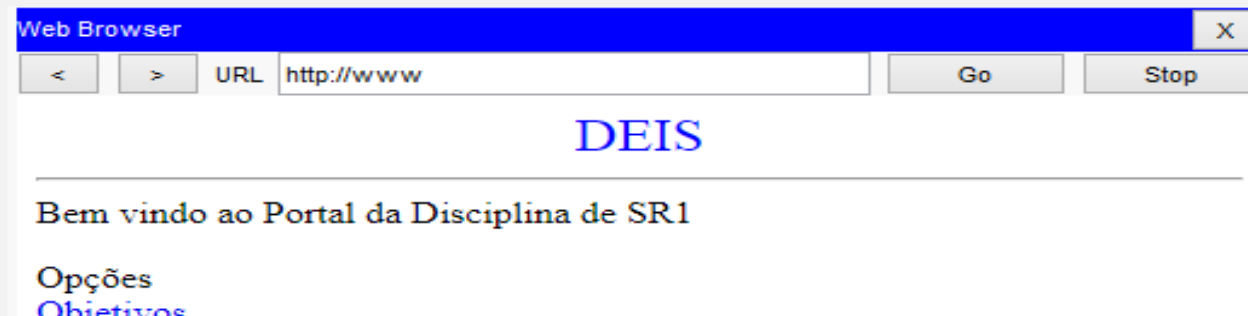 Web Browser X
< > URL http://www Go Stop
DEIS
Bem vindo ao Portal da Disciplina de SR1
Opções
Objetivos